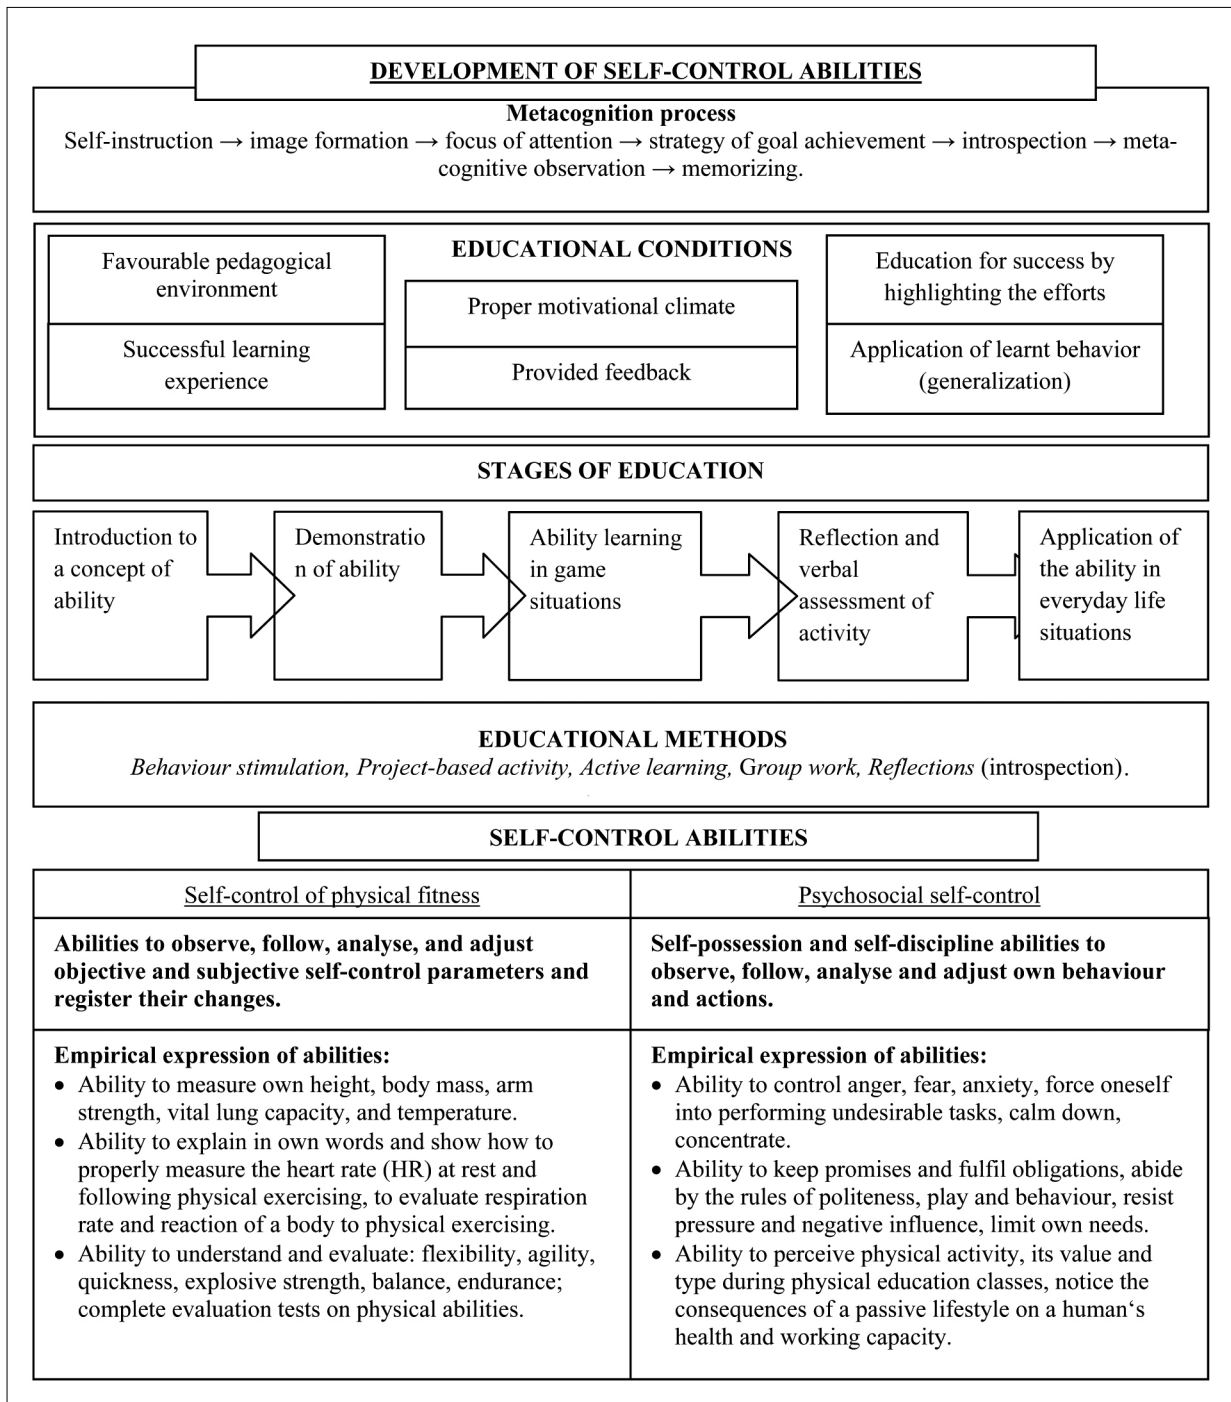 DEVELOPMENT OF SELF-CONTROL ABILITIES
Metacognition process
Self-instruction → image formation → focus of attention → strategy of goal achievement → introspection → meta-
cognitive observation → memorizing.
EDUCATIONAL CONDITIONS
Favourable pedagogical
environment
Successful learning
experience
Proper motivational climate
Provided feedback
Education for success by
highlighting the efforts
Application of learnt behavior
(generalization)
STAGES OF EDUCATION
Introduction to
a concept of
ability
Demonstratio
n of ability
Ability learning
in game
situations
Reflection and
verbal
assessment of
activity
Application of
the ability in
everyday life
situations
EDUCATIONAL METHODS
Behaviour stimulation, Project-based activity, Active learning, Group work, Reflections (introspection).
SELF-CONTROL ABILITIES
Self-control of physical fitness
Abilities to observe, follow, analyse, and adjust
objective and subjective self-control parameters and
register their changes.
Empirical expression of abilities:
• Ability to measure own height, body mass, arm
strength, vital lung capacity, and temperature.
• Ability to explain in own words and show how to
properly measure the heart rate (HR) at rest and
following physical exercising, to evaluate respiration
rate and reaction of a body to physical exercising.
• Ability to understand and evaluate: flexibility, agility,
quickness, explosive strength, balance, endurance;
complete evaluation tests on physical abilities.
Psychosocial self-control
Self-possession and self-discipline abilities to
observe, follow, analyse and adjust own behaviour
and actions.
Empirical expression of abilities:
• Ability to control anger, fear, anxiety, force oneself
into performing undesirable tasks, calm down,
concentrate.
• Ability to keep promises and fulfil obligations, abide
by the rules of politeness, play and behaviour, resist
pressure and negative influence, limit own needs.
• Ability to perceive physical activity, its value and
type during physical education classes, notice the
consequences of a passive lifestyle on a human‘s
health and working capacity.